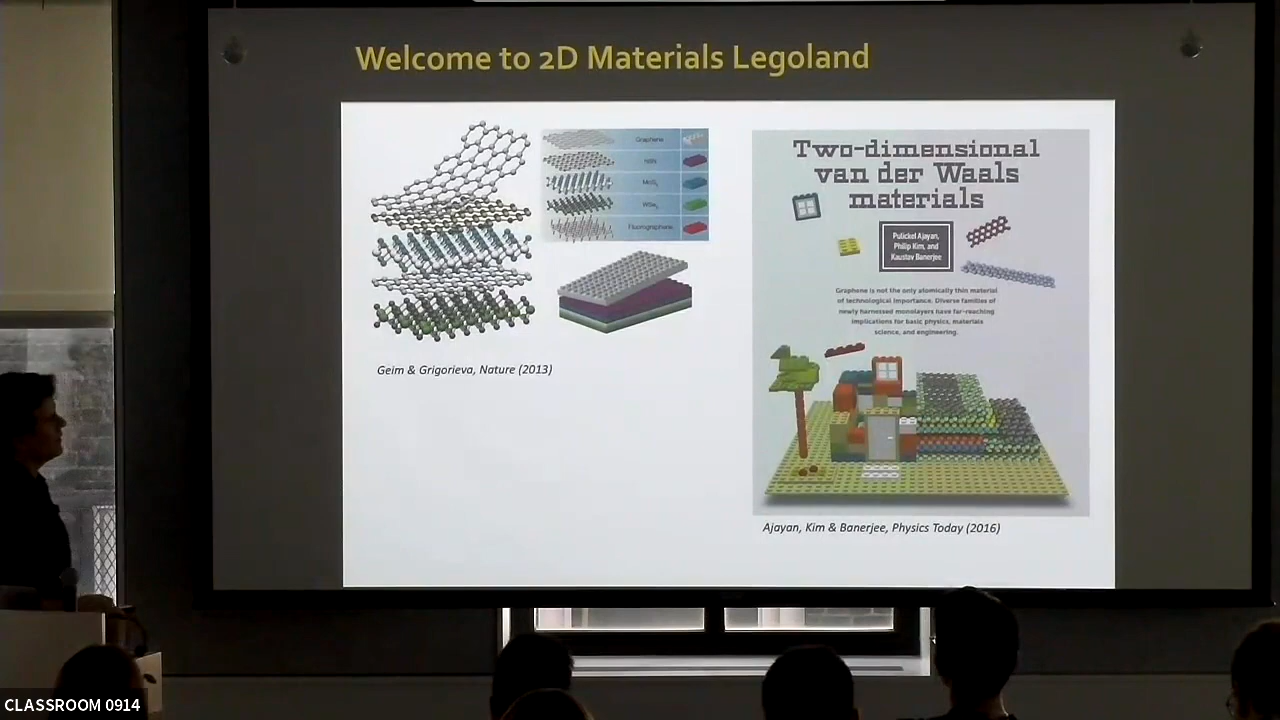 Welcome to 2D Materials Legoland
Graphene
hBN
MoS₂
WSe₂
Fluorographene
Geim & Grigorieva, Nature (2013)
Two-dimensional
van der Waals
materials
Pulickel Ajayan,
Philip Kim, and
Kaustav Banerjee
Graphene is not the only atomically thin material
of technological importance. Diverse families of
newly harnessed monolayers have far-reaching
implications for basic physics, materials
science, and engineering.
Ajayan, Kim & Banerjee, Physics Today (2016)
CLASSROOM 0914